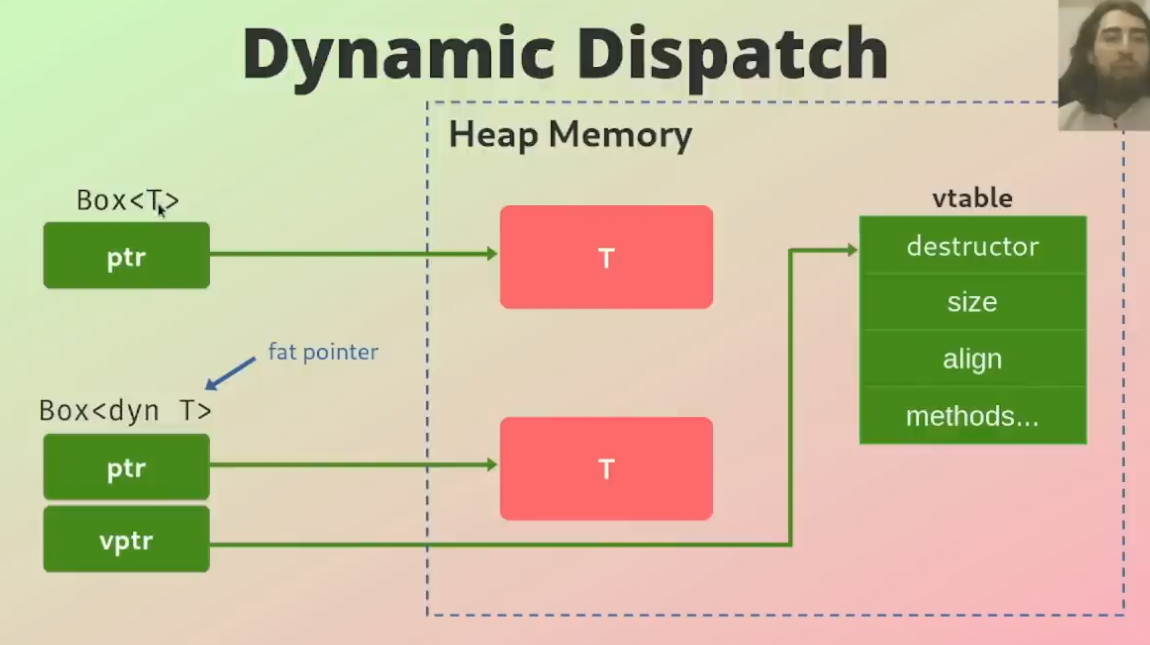 Dynamic Dispatch
Heap Memory
Box<T>
ptr
T
vtable
destructor
size
align
methods...
fat pointer
Box<dyn T>
ptr
T
vptr